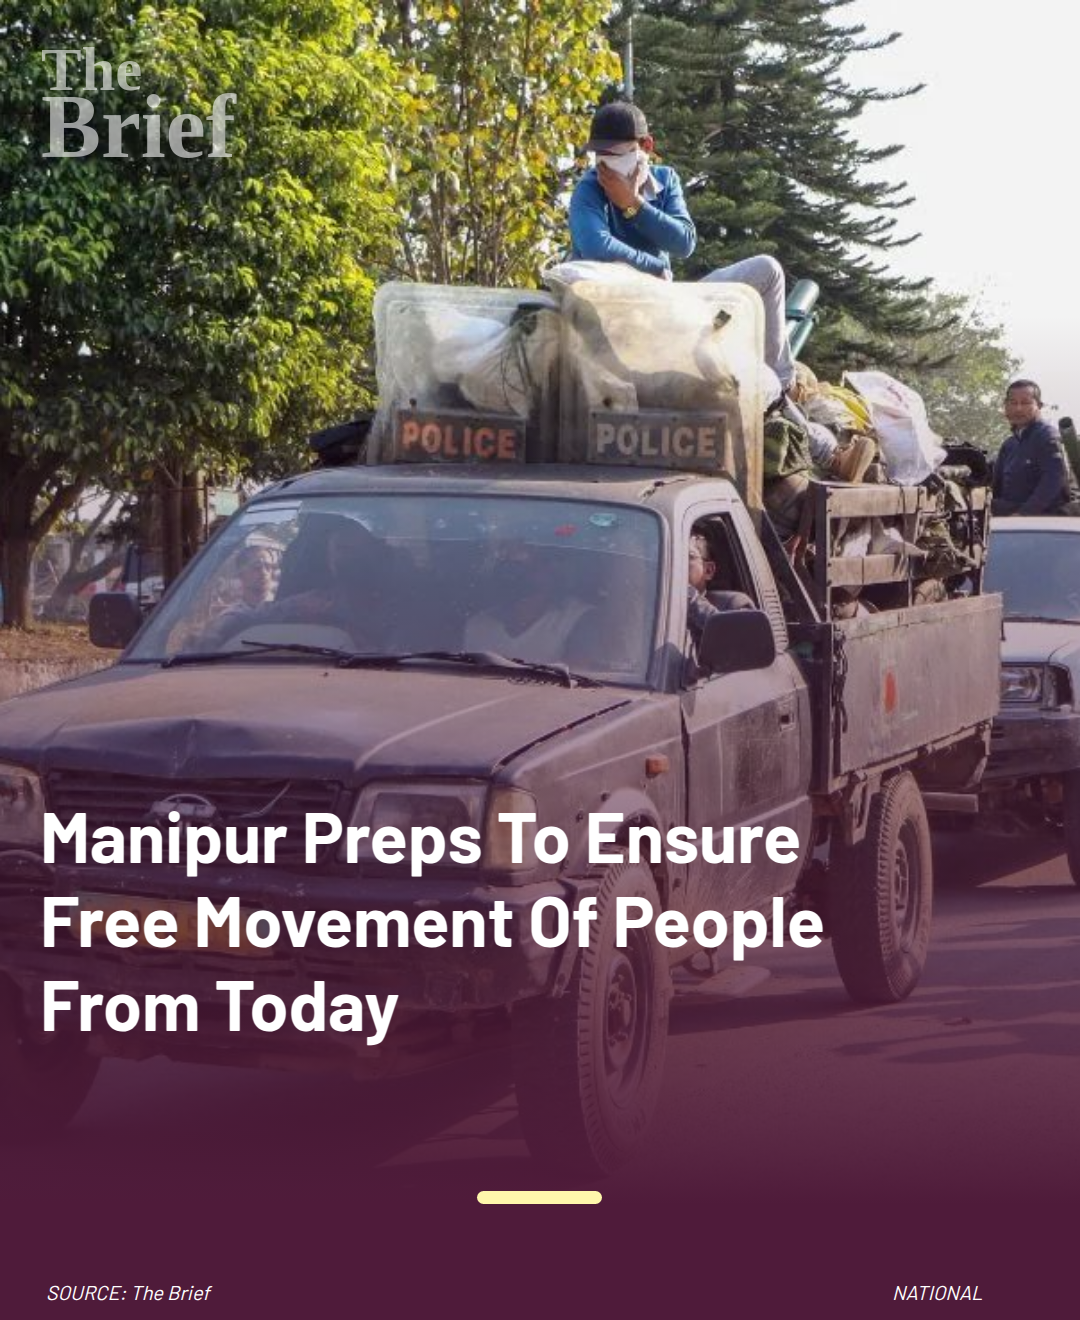 The
Brief
POLICE POLICE
Manipur Preps To Ensure
Free Movement Of People
From Today
SOURCE: The Brief NATIONAL